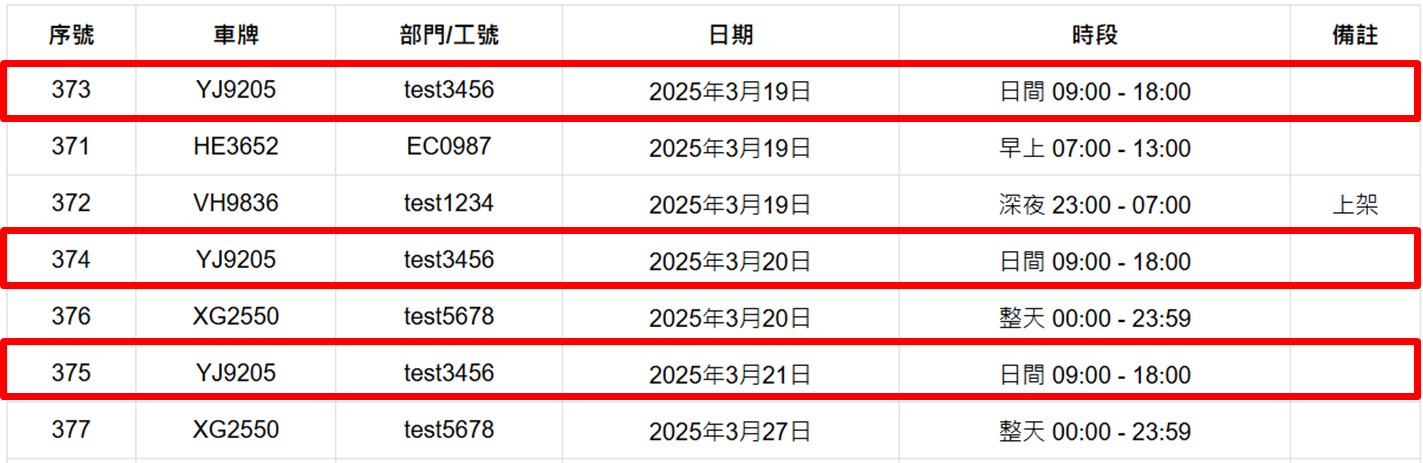 序號 車牌 部門/工號 日期 時段 備註
373 YJ9205 test3456 2025年3月19日 日間 09:00 - 18:00
371 HE3652 EC0987 2025年3月19日 早上 07:00 - 13:00
372 VH9836 test1234 2025年3月19日 深夜 23:00 - 07:00 上架
374 YJ9205 test3456 2025年3月20日 日間 09:00 - 18:00
376 XG2550 test5678 2025年3月20日 整天 00:00 - 23:59
375 YJ9205 test3456 2025年3月21日 日間 09:00 - 18:00
377 XG2550 test5678 2025年3月27日 整天 00:00 - 23:59